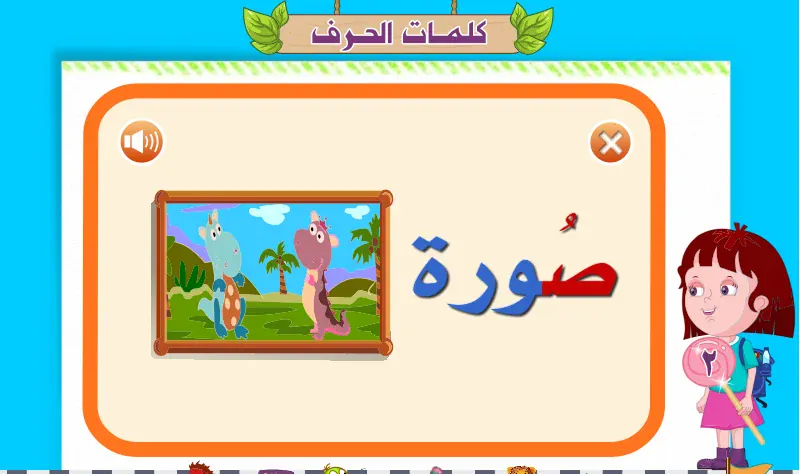 كلمات الحرف
صُورة
٢